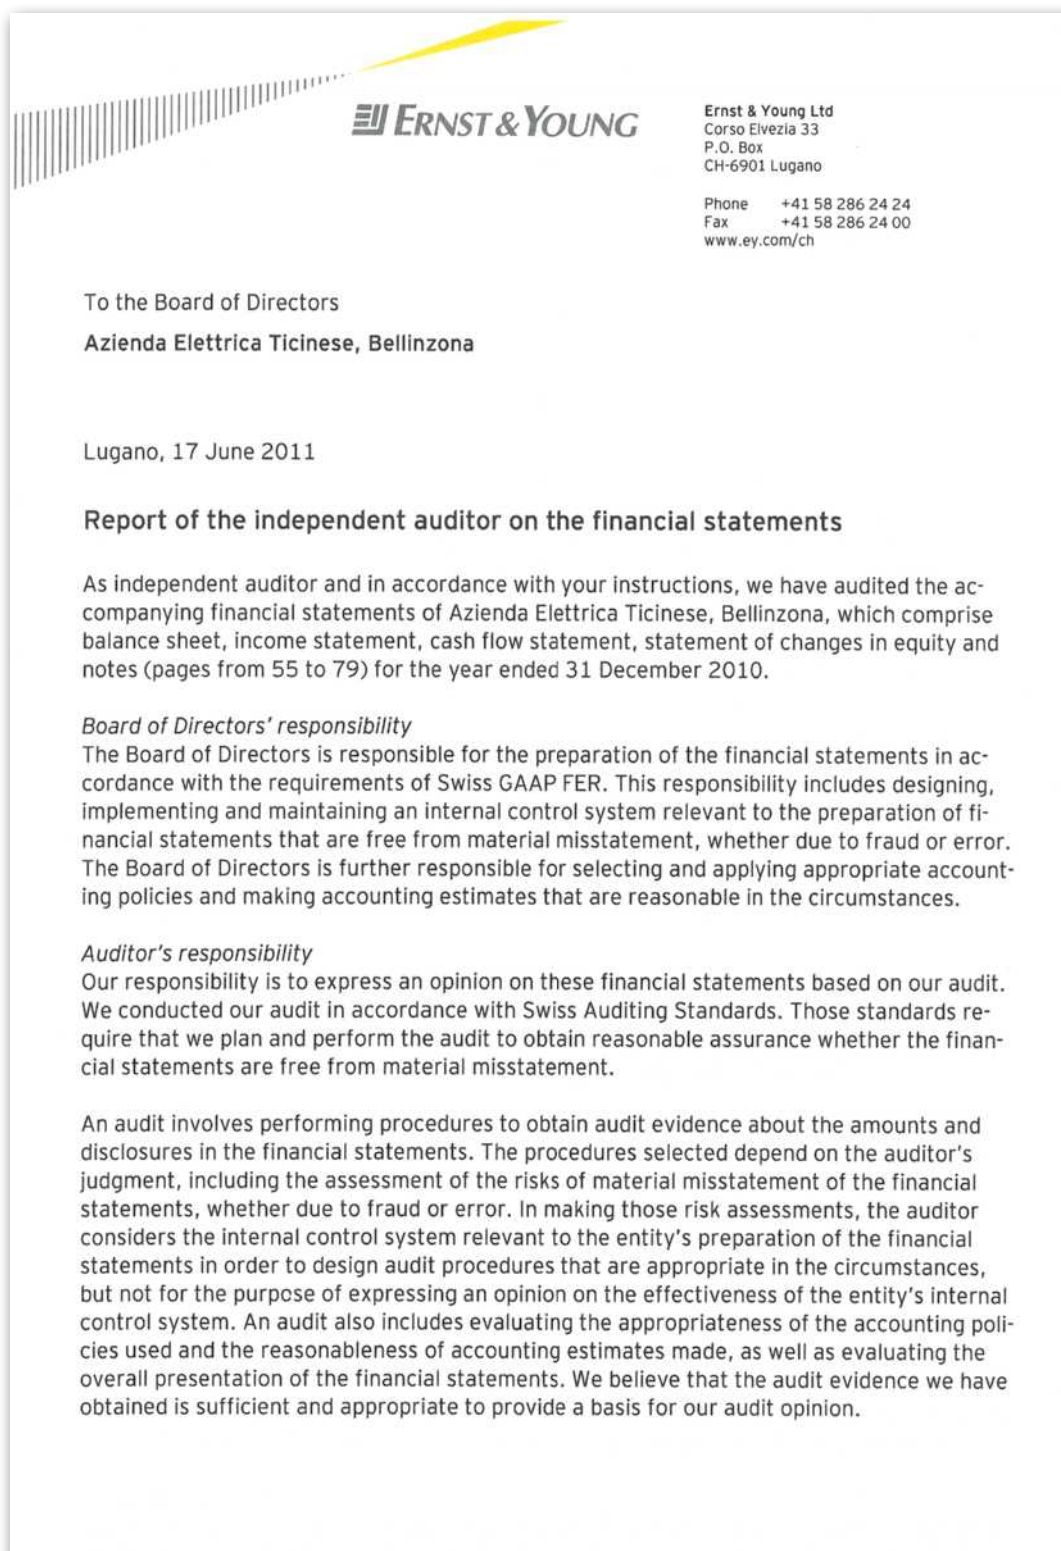 ERNST & YOUNG
Ernst & Young Ltd
Corso Elvezia 33
P.O. Box
CH-6901 Lugano
Phone +41 58 286 24 24
Fax +41 58 286 24 00
www.ey.com/ch
To the Board of Directors
Azienda Elettrica Ticinese, Bellinzona
Lugano, 17 June 2011
Report of the independent auditor on the financial statements
As independent auditor and in accordance with your instructions, we have audited the ac-
companying financial statements of Azienda Elettrica Ticinese, Bellinzona, which comprise
balance sheet, income statement, cash flow statement, statement of changes in equity and
notes (pages from 55 to 79) for the year ended 31 December 2010.
Board of Directors' responsibility
The Board of Directors is responsible for the preparation of the financial statements in ac-
cordance with the requirements of Swiss GAAP FER. This responsibility includes designing,
implementing and maintaining an internal control system relevant to the preparation of fi-
nancial statements that are free from material misstatement, whether due to fraud or error.
The Board of Directors is further responsible for selecting and applying appropriate account-
ing policies and making accounting estimates that are reasonable in the circumstances.
Auditor's responsibility
Our responsibility is to express an opinion on these financial statements based on our audit.
We conducted our audit in accordance with Swiss Auditing Standards. Those standards re-
quire that we plan and perform the audit to obtain reasonable assurance whether the finan-
cial statements are free from material misstatement.
An audit involves performing procedures to obtain audit evidence about the amounts and
disclosures in the financial statements. The procedures selected depend on the auditor's
judgment, including the assessment of the risks of material misstatement of the financial
statements, whether due to fraud or error. In making those risk assessments, the auditor
considers the internal control system relevant to the entity's preparation of the financial
statements in order to design audit procedures that are appropriate in the circumstances,
but not for the purpose of expressing an opinion on the effectiveness of the entity's internal
control system. An audit also includes evaluating the appropriateness of the accounting poli-
cies used and the reasonableness of accounting estimates made, as well as evaluating the
overall presentation of the financial statements. We believe that the audit evidence we have
obtained is sufficient and appropriate to provide a basis for our audit opinion.